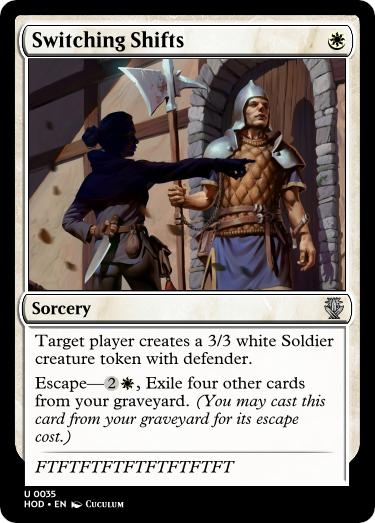 Switching Shifts
Sorcery
Target player creates a 3/3 white Soldier
creature token with defender.
Escape—2, Exile four other cards
from your graveyard. (You may cast this
card from your graveyard for its escape
cost.)
FTFTFTFTFTFTFTFTFT
U 0035
HOD • EN Cuculum